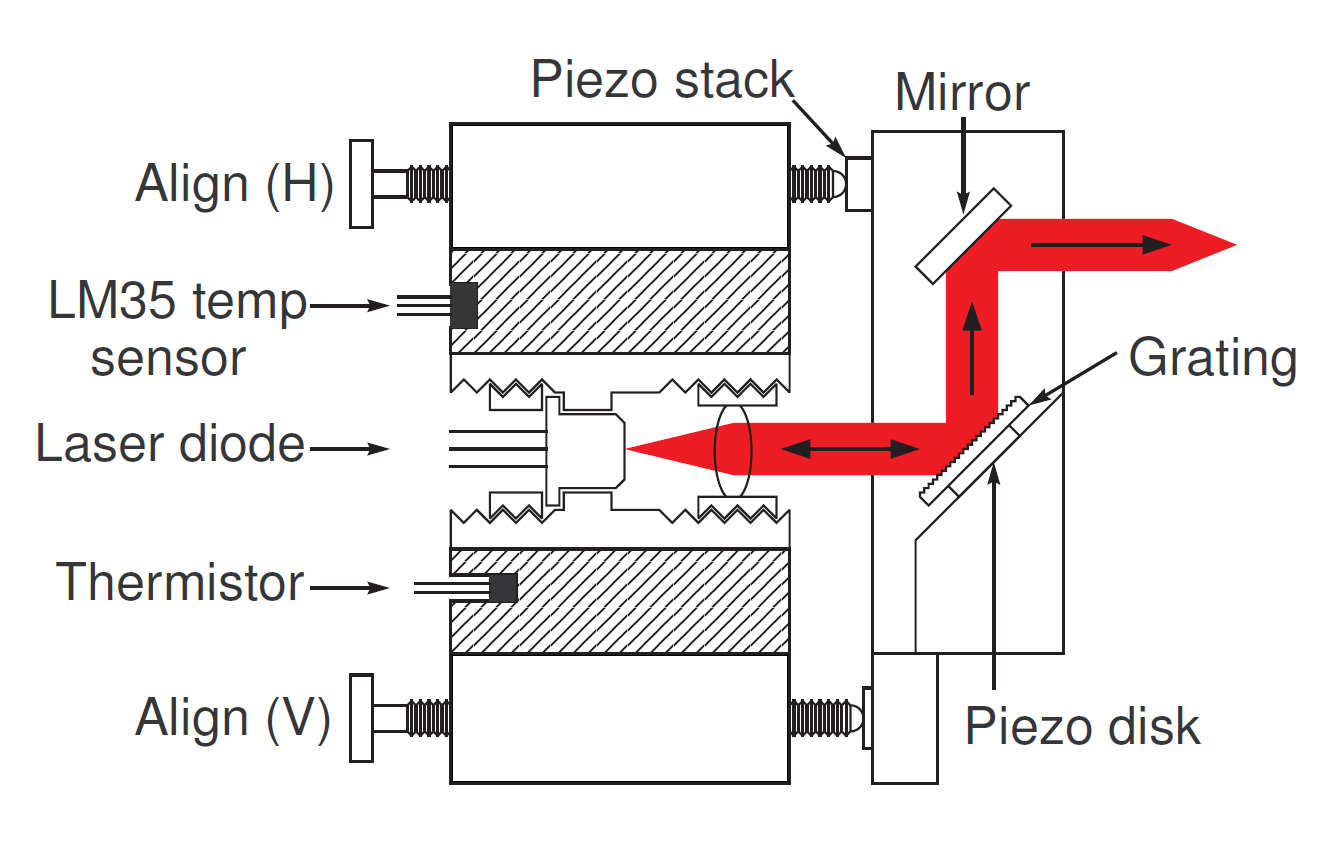 Piezo stack
Mirror
Align (H)
LM35 temp
sensor
Grating
Laser diode
Thermistor
Align (V)
Piezo disk